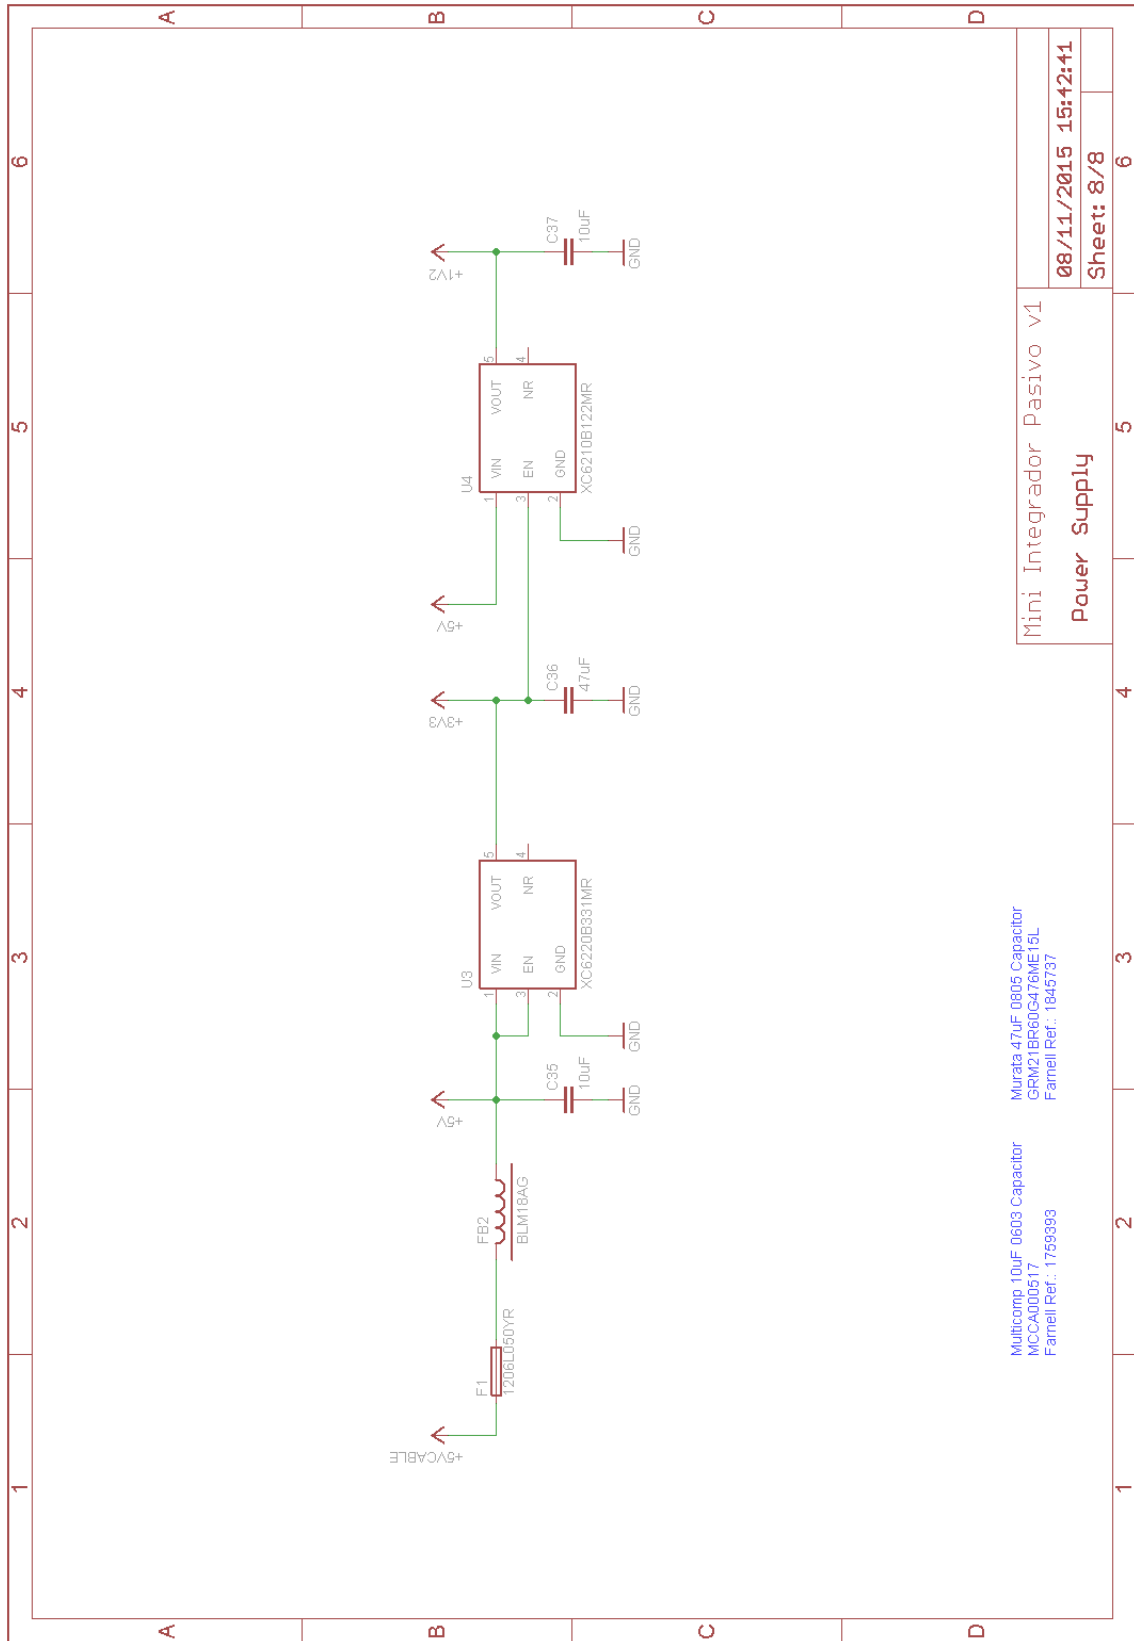 1 2 3 4 5 6
A
B
C
D
+5VCABLE
F1
1206L050YR
FB2
BLM18AG
+5V
C35
10uF
GND
GND
U3
1 VIN VOUT 5
3 EN NR 4
2 GND
XC6220B331MR
+3V3
C36
47uF
GND
+5V
GND
U4
1 VIN VOUT 5
3 EN NR 4
2 GND
XC6210B122MR
+1V2
C37
10uF
GND
Multicomp 10uF 0603 Capacitor
MCCA000517
Farnell Ref.: 1759393
Murata 47uF 0805 Capacitor
GRM21BR60G476ME15L
Farnell Ref.: 1845737
Mini Integrador Pasivo v1
Power Supply
08/11/2015 15:42:41
Sheet: 8/8
A
B
C
D
1 2 3 4 5 6